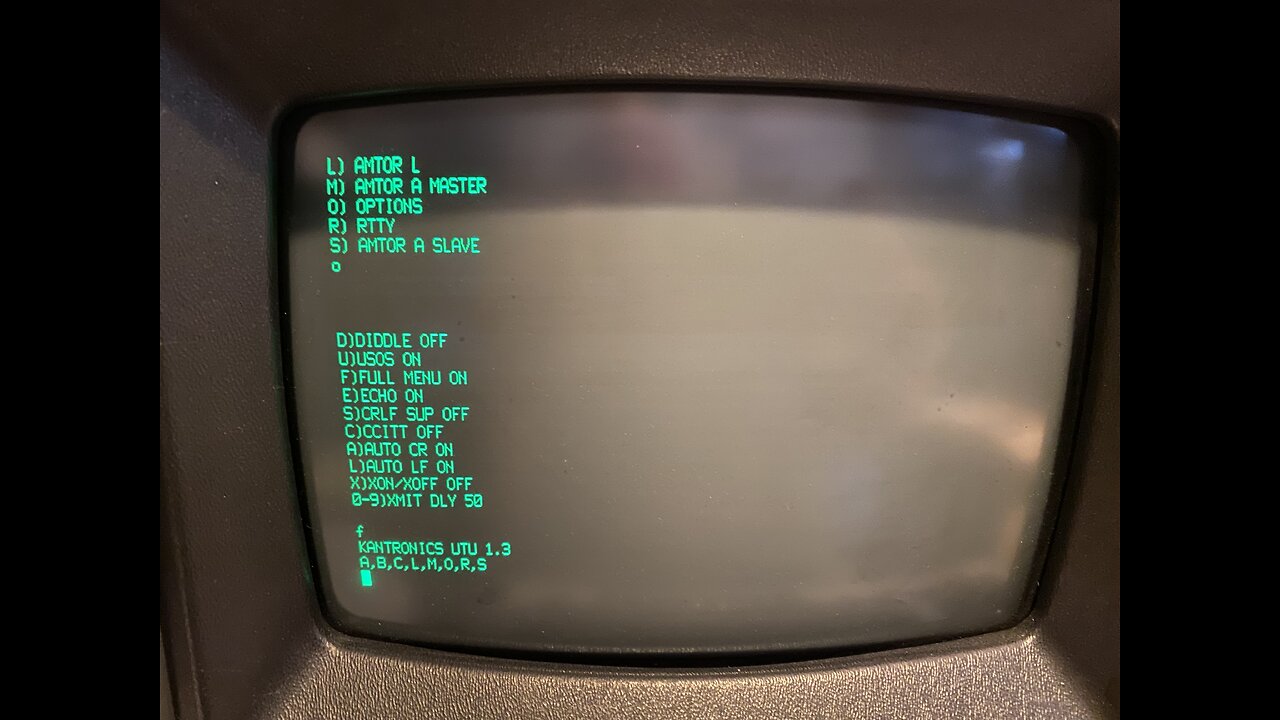 L) AMTOR L
M) AMTOR A MASTER
O) OPTIONS
R) RTTY
S) AMTOR A SLAVE
o
D)DIDDLE OFF
U)USOS ON
F)FULL MENU ON
E)ECHO ON
S)CRLF SUP OFF
C)CCITT OFF
A)AUTO CR ON
L)AUTO LF ON
X)XON/XOFF OFF
0-9)XMIT DLY 50
f
KANTRONICS UTU 1.3
A,B,C,L,M,O,R,S